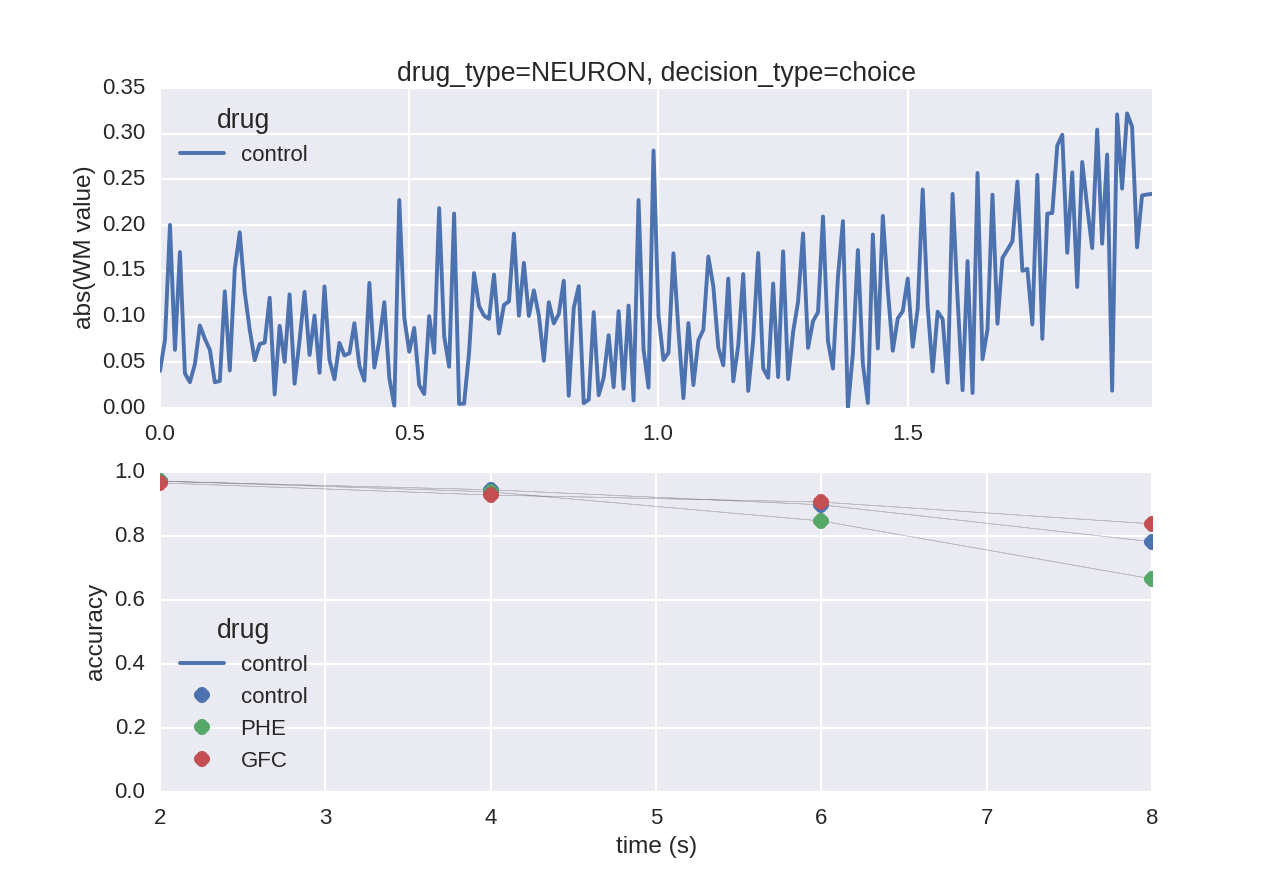 drug_type=NEURON, decision_type=choice
0.35
0.30
0.25
0.20
0.15
0.10
0.05
0.00
abs(WM value)
drug
control
0.0 0.5 1.0 1.5
1.0
0.8
0.6
0.4
0.2
0.0
accuracy
drug
control
control
PHE
GFC
2 3 4 5 6 7 8
time (s)